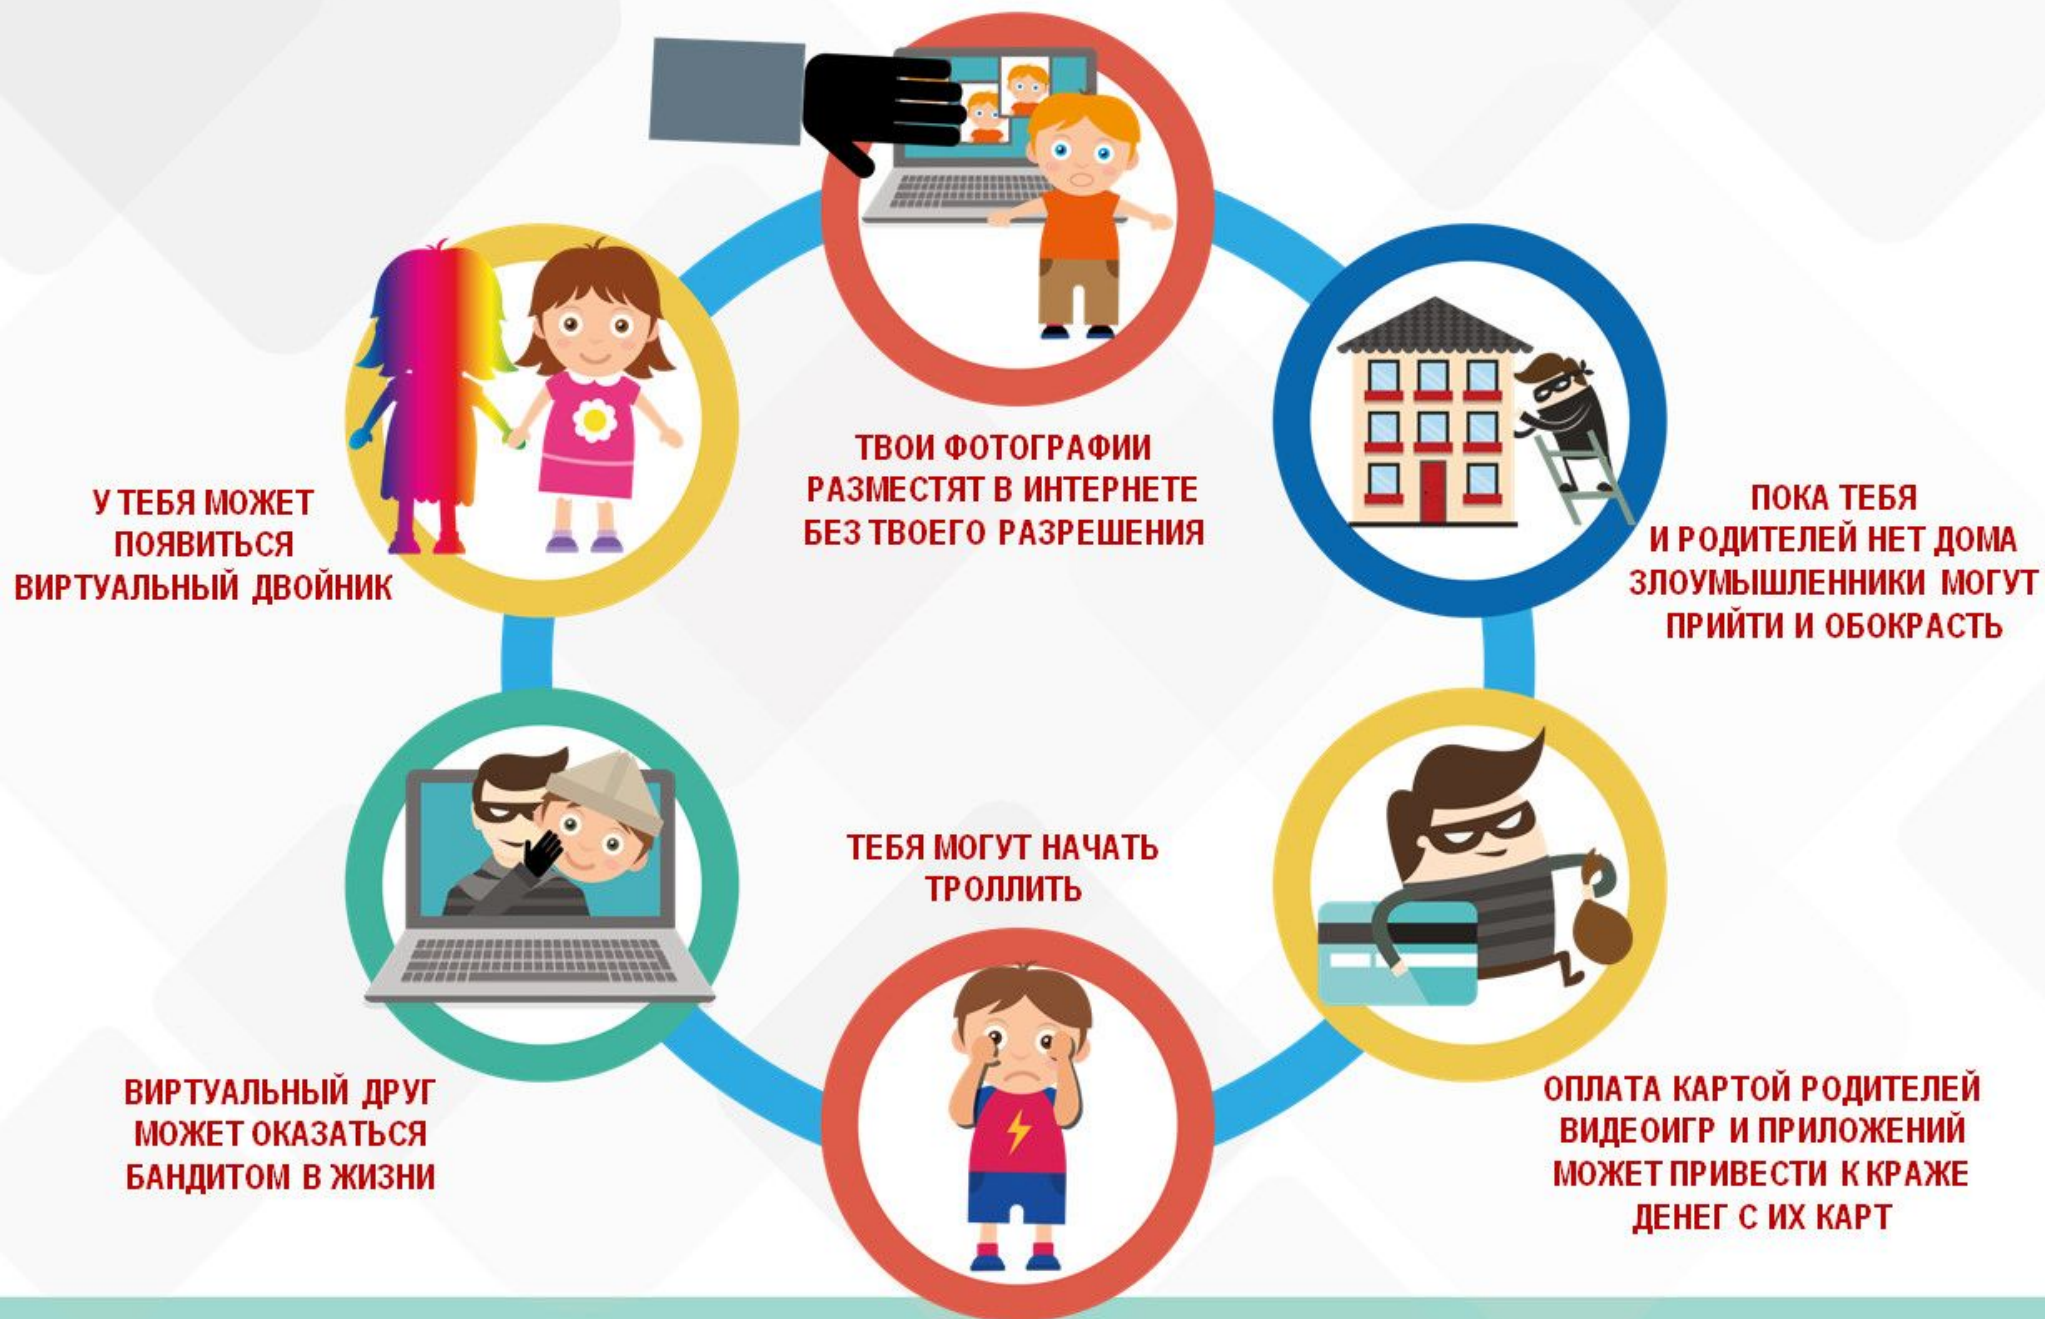 ТВОИ ФОТОГРАФИИ
РАЗМЕСТЯТ В ИНТЕРНЕТЕ
БЕЗ ТВОЕГО РАЗРЕШЕНИЯ
У ТЕБЯ МОЖЕТ
ПОЯВИТЬСЯ
ВИРТУАЛЬНЫЙ ДВОЙНИК
ПОКА ТЕБЯ
И РОДИТЕЛЕЙ НЕТ ДОМА
ЗЛОУМЫШЛЕННИКИ МОГУТ
ПРИЙТИ И ОБОКРАСТЬ
ТЕБЯ МОГУТ НАЧАТЬ
ТРОЛЛИТЬ
ВИРТУАЛЬНЫЙ ДРУГ
МОЖЕТ ОКАЗАТЬСЯ
БАНДИТОМ В ЖИЗНИ
ОПЛАТА КАРТОЙ РОДИТЕЛЕЙ
ВИДЕОИГР И ПРИЛОЖЕНИЙ
МОЖЕТ ПРИВЕСТИ К КРАЖЕ
ДЕНЕГ С ИХ КАРТ